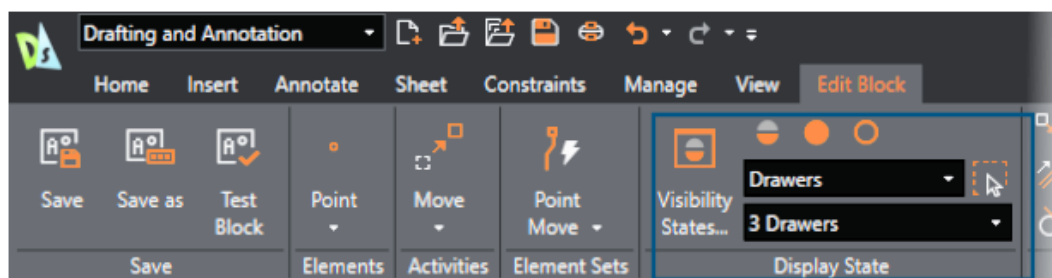 Ds
Drafting and Annotation
Home Insert Annotate Sheet Constraints Manage View Edit Block
Drawers
Save Save as Test Block Point Move Point Move Visibility States... 3 Drawers
Save Elements Activities Element Sets Display State